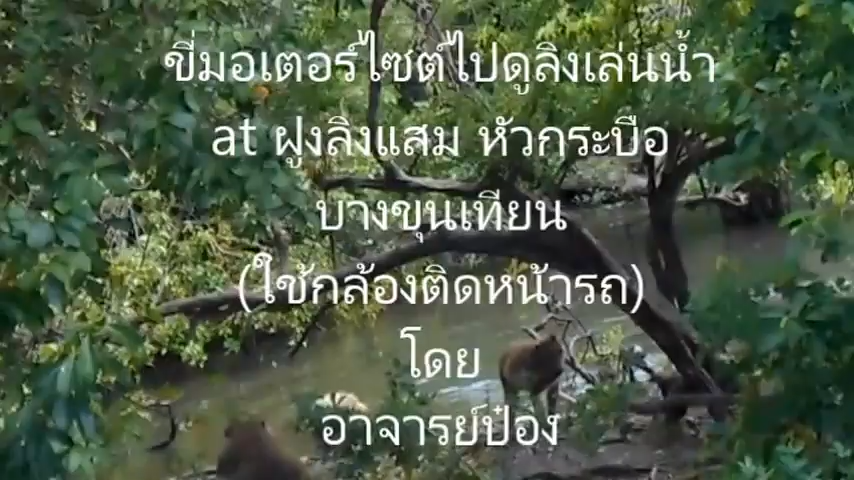 ขี่มอเตอร์ไซต์ไปดูลิงเล่นน้ำ
at ฝูงลิงแสม หัวกระบือ
บางขุนเทียน
(ใช้กล้องติดหน้ารถ)
โดย
อาจารย์ป๋อง